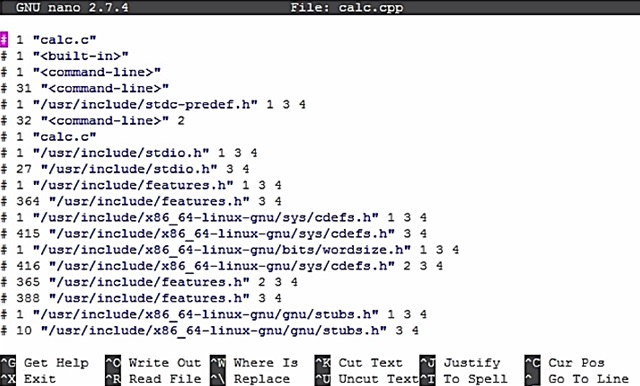 GNU nano 2.7.4 File: calc.cpp
# 1 "calc.c"
# 1 "<built-in>"
# 1 "<command-line>"
# 31 "<command-line>"
# 1 "/usr/include/stdc-predef.h" 1 3 4
# 32 "<command-line>" 2
# 1 "calc.c"
# 1 "/usr/include/stdio.h" 1 3 4
# 27 "/usr/include/stdio.h" 3 4
# 1 "/usr/include/features.h" 1 3 4
# 364 "/usr/include/features.h" 3 4
# 1 "/usr/include/x86_64-linux-gnu/sys/cdefs.h" 1 3 4
# 415 "/usr/include/x86_64-linux-gnu/sys/cdefs.h" 3 4
# 1 "/usr/include/x86_64-linux-gnu/bits/wordsize.h" 1 3 4
# 416 "/usr/include/x86_64-linux-gnu/sys/cdefs.h" 2 3 4
# 365 "/usr/include/features.h" 2 3 4
# 388 "/usr/include/features.h" 3 4
# 1 "/usr/include/x86_64-linux-gnu/gnu/stubs.h" 1 3 4
# 10 "/usr/include/x86_64-linux-gnu/gnu/stubs.h" 3 4
^G Get Help ^O Write Out ^W Where Is ^K Cut Text ^J Justify ^C Cur Pos
^X Exit ^R Read File ^\ Replace ^U Uncut Text ^T To Spell ^_ Go To Line